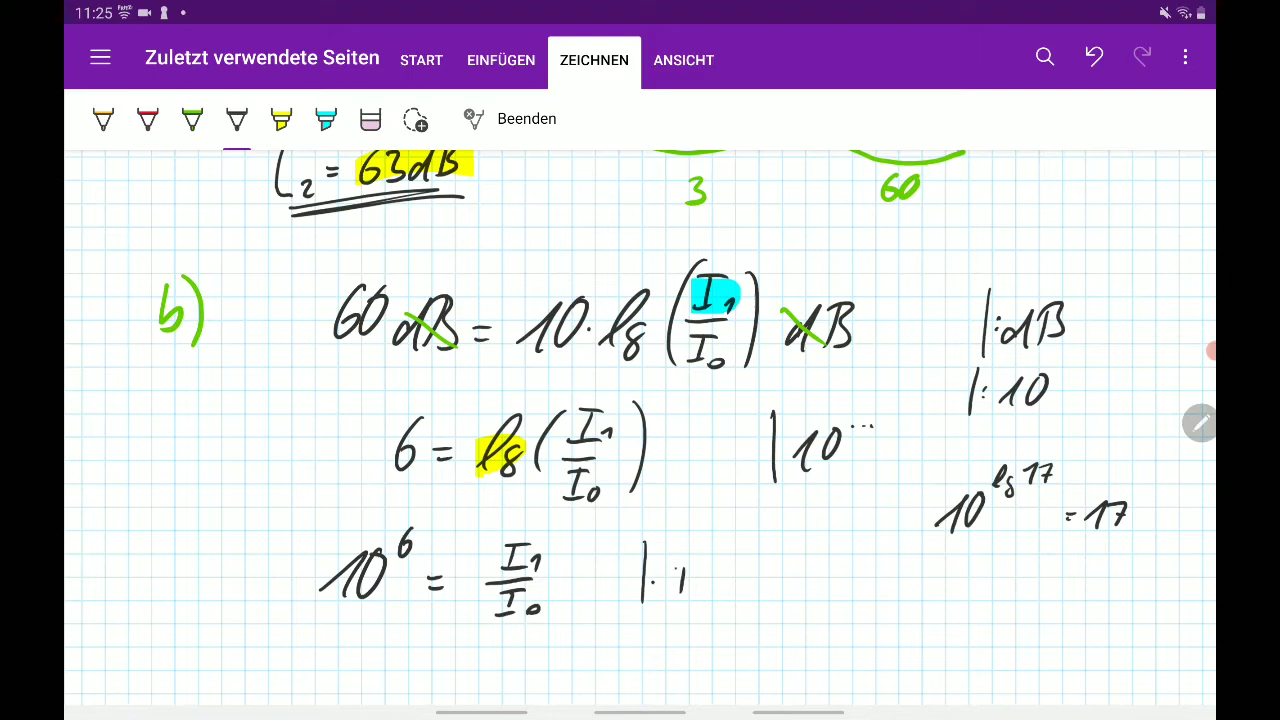 11:25
Zuletzt verwendete Seiten START EINFÜGEN ZEICHNEN ANSICHT
Beenden
L₂ = 63dB
3 60
b) 60 dB = 10 · lg (I₁/I₀) dB |:dB
|:10
6 = lg (I₁/I₀) |10^...
10^lg 17 = 17
10^6 = I₁/I₀ |·